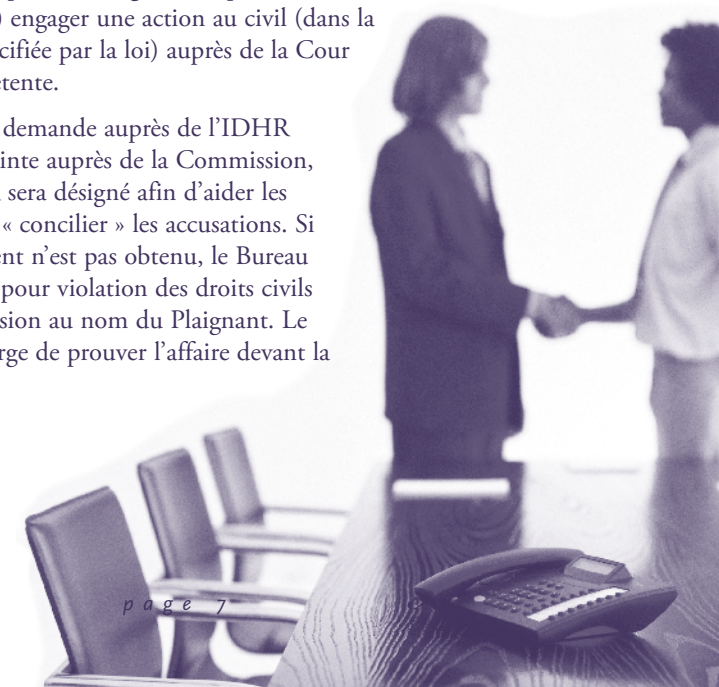 ) engager une action au civil (dans la
cifiée par la loi) auprès de la Cour
étente.
demande auprès de l’IDHR
inte auprès de la Commission,
sera désigné afin d’aider les
« concilier » les accusations. Si
ent n’est pas obtenu, le Bureau
pour violation des droits civils
sion au nom du Plaignant. Le
rge de prouver l’affaire devant la
page 7